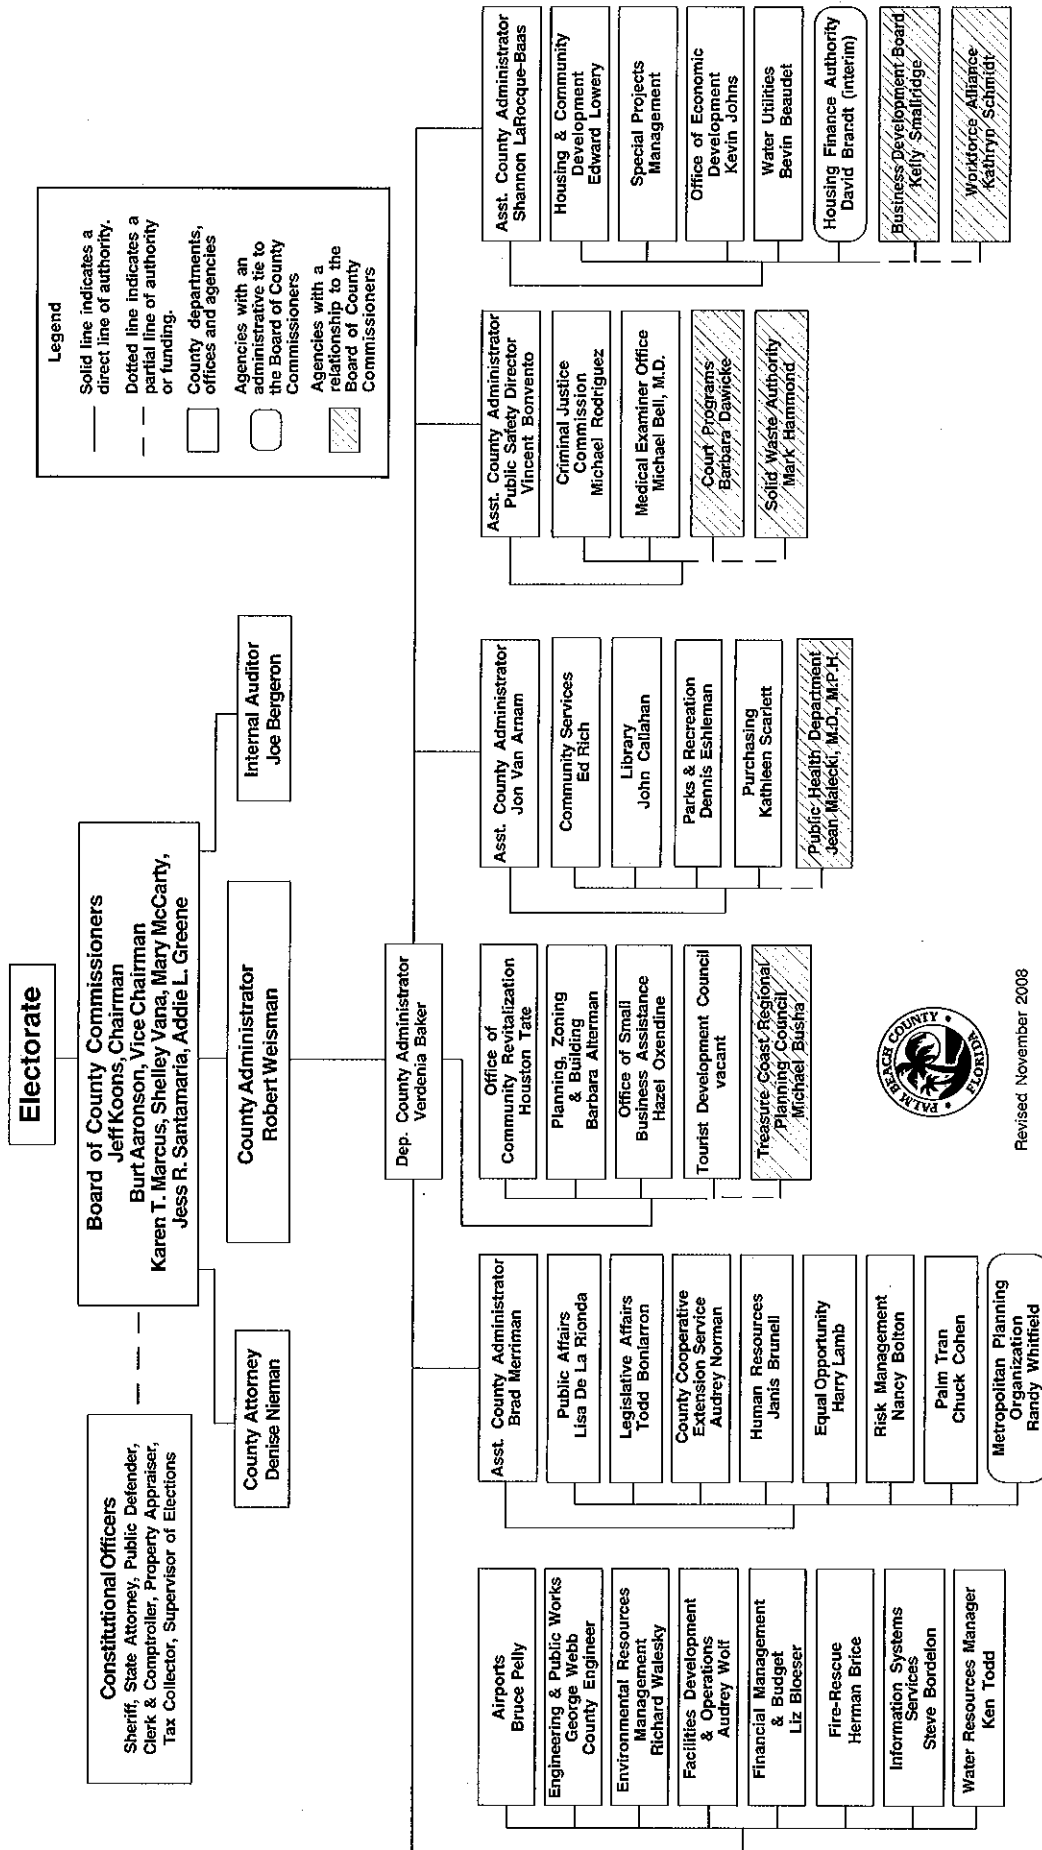 Electorate
Board of County Commissioners
Jeff Koons, Chairman
Burt Aaronson, Vice Chairman
Karen T. Marcus, Shelley Vana, Mary McCarty,
Jess R. Santamaria, Addie L. Greene
Constitutional Officers
Sheriff, State Attorney, Public Defender,
Clerk & Comptroller, Property Appraiser,
Tax Collector, Supervisor of Elections
County Attorney
Denise Nieman
County Administrator
Robert Weisman
Internal Auditor
Joe Bergeron
Legend
Solid line indicates a
direct line of authority.
Dotted line indicates a
partial line of authority
or funding.
County departments,
offices and agencies
Agencies with an
administrative tie to
the Board of County
Commissioners
Agencies with a
relationship to the
Board of County
Commissioners
Dep. County Administrator
Verdenia Baker
Airports
Bruce Pelly
Engineering & Public Works
George Webb
County Engineer
Environmental Resources
Management
Richard Walesky
Facilities Development
& Operations
Audrey Wolf
Financial Management
& Budget
Liz Bloeser
Fire-Rescue
Herman Brice
Information Systems
Services
Steve Bordelon
Water Resources Manager
Ken Todd
Asst. County Administrator
Brad Merriman
Public Affairs
Lisa De La Rionda
Legislative Affairs
Todd Boniarron
County Cooperative
Extension Service
Audrey Norman
Human Resources
Janis Brunell
Equal Opportunity
Harry Lamb
Risk Management
Nancy Bolton
Palm Tran
Chuck Cohen
Metropolitan Planning
Organization
Randy Whitfield
Office of
Community Revitalization
Houston Tate
Planning, Zoning
& Building
Barbara Alterman
Office of Small
Business Assistance
Hazel Oxendine
Tourist Development Council
vacant
Treasure Coast Regional
Planning Council
Michael Busha
Asst. County Administrator
Jon Van Arnam
Community Services
Ed Rich
Library
John Callahan
Parks & Recreation
Dennis Eshleman
Purchasing
Kathleen Scarlett
Public Health Department
Jean Malecki, M.D., M.P.H.
Asst. County Administrator
Public Safety Director
Vincent Bonvento
Criminal Justice
Commission
Michael Rodriguez
Medical Examiner Office
Michael Bell, M.D.
Court Programs
Barbara Dawicke
Solid Waste Authority
Mark Hammond
Asst. County Administrator
Shannon LaRocque-Baas
Housing & Community
Development
Edward Lowery
Special Projects
Management
Office of Economic
Development
Kevin Johns
Water Utilities
Bevin Beaudet
Housing Finance Authority
David Brandt (interim)
Business Development Board
Kelly Smallridge
Workforce Alliance
Kathryn Schmidt
PALM BEACH COUNTY
FLORIDA
Revised November 2008